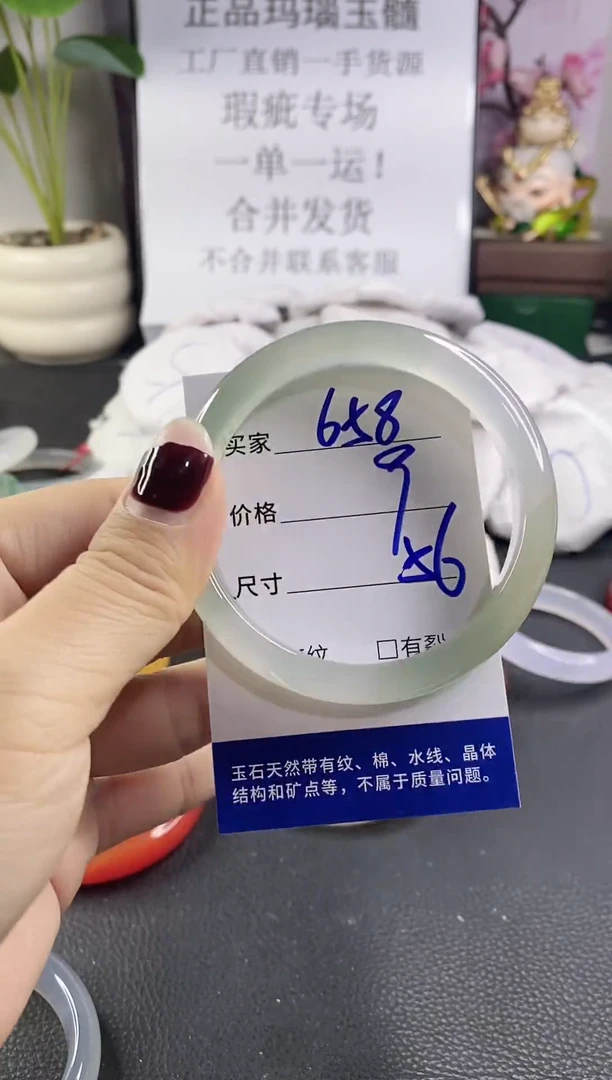 正品玛瑙玉髓
工厂直销一手货源
瑕疵专场
一单一运！
合并发货
不合并联系客服
买家 658
价格 9
尺寸 56
纹 □有裂
玉石天然带有纹、棉、水线、晶体
结构和矿点等，不属于质量问题。